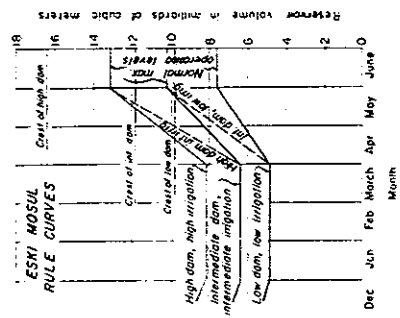 Reservoir volume in milliards of cubic meters
16
14
12
10
8
6
4
2
0
ESKI MOSUL
RULE CURVES
Crest of high dam
Crest of int. dam
Crest of low dam
Normal max.
operated levels
High dam, high irrigation
Intermediate dam,
intermediate irrigation
Low dam, low irrigation
High dam, int irrig
Int. dam, low irrig
Dec
Jun
Feb
March
Apr
May
June
Month